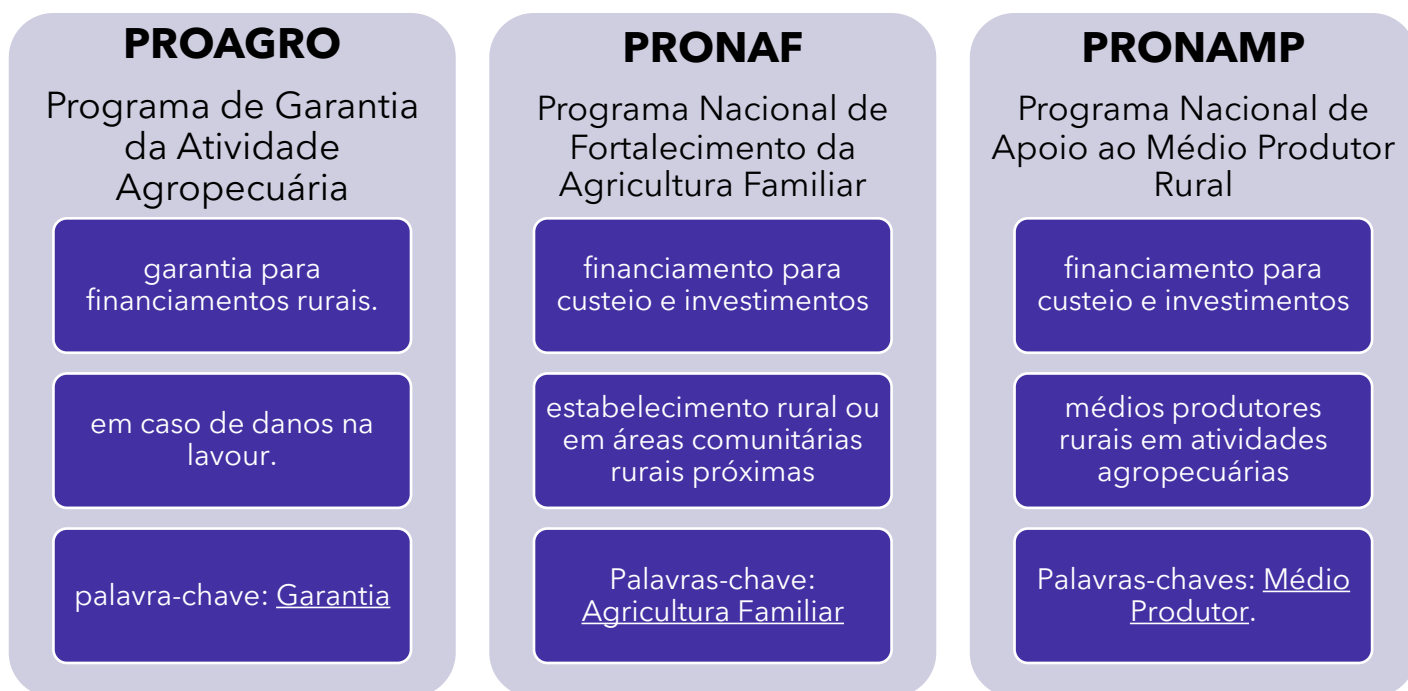 PROAGRO
Programa de Garantia
da Atividade
Agropecuária
garantia para
financiamentos rurais.
em caso de danos na
lavour.
palavra-chave: Garantia
PRONAF
Programa Nacional de
Fortalecimento da
Agricultura Familiar
financiamento para
custeio e investimentos
estabelecimento rural ou
em áreas comunitárias
rurais próximas
Palavras-chave:
Agricultura Familiar
PRONAMP
Programa Nacional de
Apoio ao Médio Produtor
Rural
financiamento para
custeio e investimentos
médios produtores
rurais em atividades
agropecuárias
Palavras-chaves: Médio
Produtor.